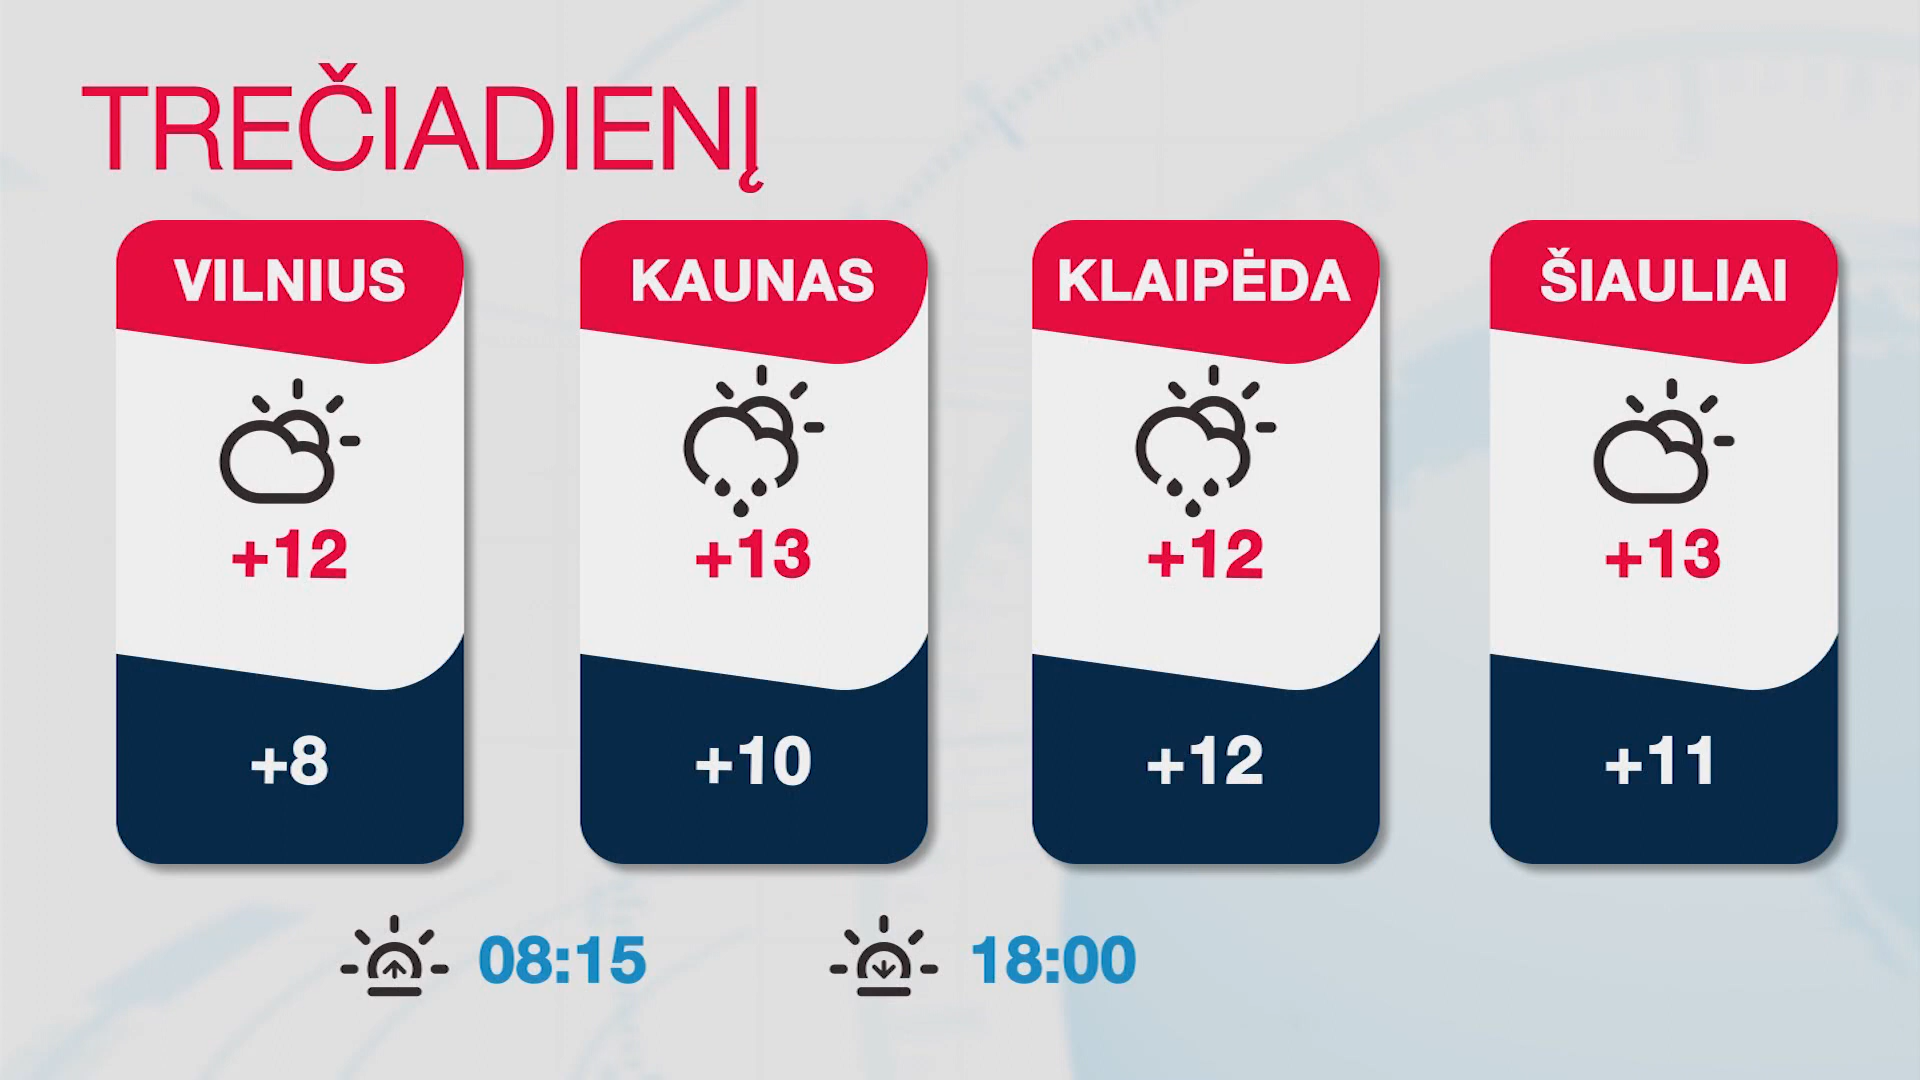 TREČIADIENĮ
VILNIUS
KAUNAS
KLAIPĖDA
ŠIAULIAI
+12
+13
+12
+13
+8
+10
+12
+11
08:15
18:00